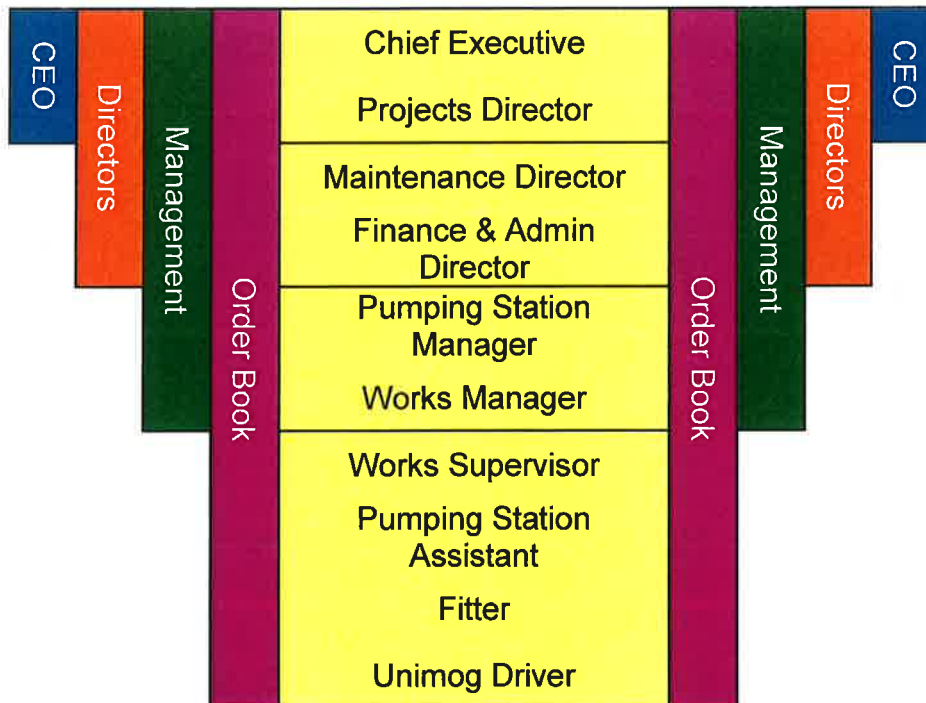 CEO
Directors
Management
Order Book
Chief Executive
Projects Director
Maintenance Director
Finance & Admin
Director
Pumping Station
Manager
Works Manager
Works Supervisor
Pumping Station
Assistant
Fitter
Unimog Driver
Order Book
Management
Directors
CEO